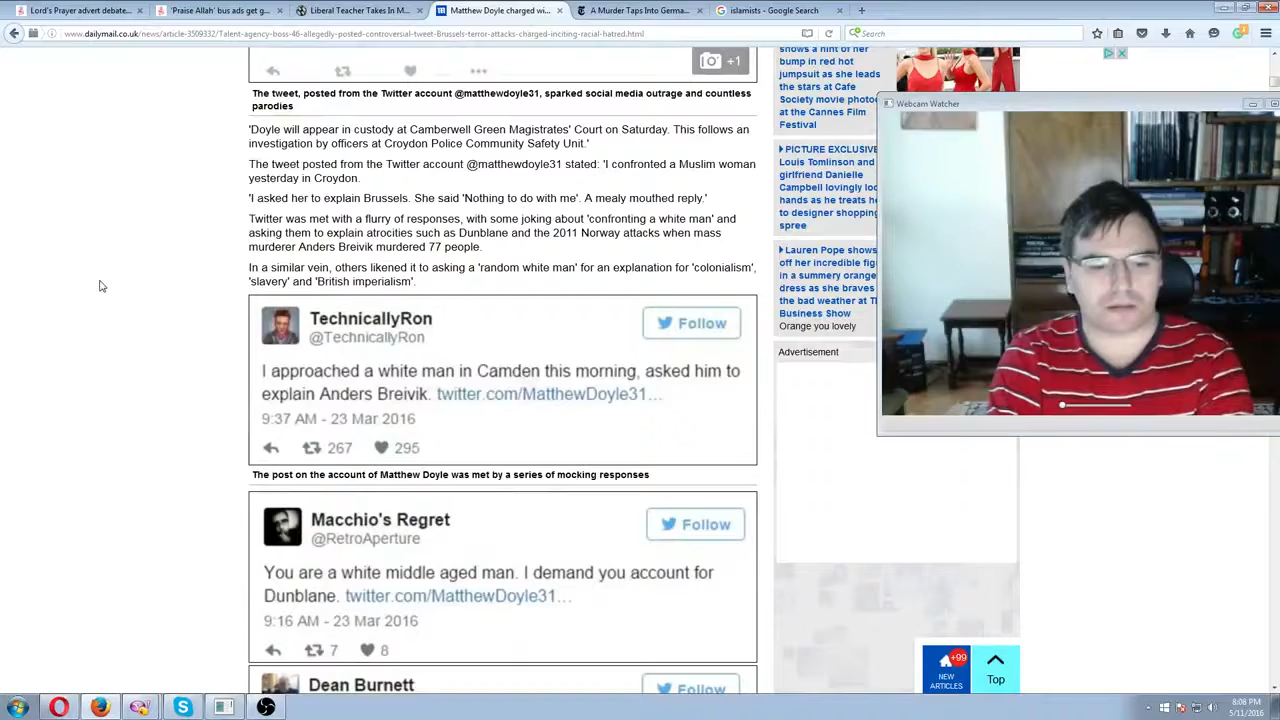 Lord's Prayer advert debate...
'Praise Allah' bus ads get g...
Liberal Teacher Takes In M...
Matthew Doyle charged wi...
A Murder Taps Into Germa...
islamists - Google Search
www.dailymail.co.uk/news/article-3509332/Talent-agency-boss-46-allegedly-posted-controversial-tweet-Brussels-terror-attacks-charged-inciting-racial-hatred.html
Search
+1
The tweet, posted from the Twitter account @matthewdoyle31, sparked social media outrage and countless
parodies
'Doyle will appear in custody at Camberwell Green Magistrates' Court on Saturday. This follows an
investigation by officers at Croydon Police Community Safety Unit.'
The tweet posted from the Twitter account @matthewdoyle31 stated: 'I confronted a Muslim woman
yesterday in Croydon.
'I asked her to explain Brussels. She said 'Nothing to do with me'. A mealy mouthed reply.'
Twitter was met with a flurry of responses, with some joking about 'confronting a white man' and
asking them to explain atrocities such as Dunblane and the 2011 Norway attacks when mass
murderer Anders Breivik murdered 77 people.
In a similar vein, others likened it to asking a 'random white man' for an explanation for 'colonialism',
'slavery' and 'British imperialism'.
TechnicallyRon
@TechnicallyRon
Follow
I approached a white man in Camden this morning, asked him to
explain Anders Breivik. twitter.com/MatthewDoyle31...
9:37 AM - 23 Mar 2016
267 295
The post on the account of Matthew Doyle was met by a series of mocking responses
Macchio's Regret
@RetroAperture
Follow
You are a white middle aged man. I demand you account for
Dunblane. twitter.com/MatthewDoyle31...
9:16 AM - 23 Mar 2016
7 8
Dean Burnett
Follow
shows a hint of her
bump in red hot
jumpsuit as she leads
the stars at Cafe
Society movie photoc
at the Cannes Film
Festival
PICTURE EXCLUSIVE
Louis Tomlinson and
girlfriend Danielle
Campbell lovingly loc
hands as he treats he
to designer shopping
spree
Lauren Pope shows
off her incredible fig
in a summery orange
dress as she braves
the bad weather at T
Business Show
Orange you lovely
Advertisement
Webcam Watcher
+99
NEW
ARTICLES
Top
8:08 PM
5/11/2016